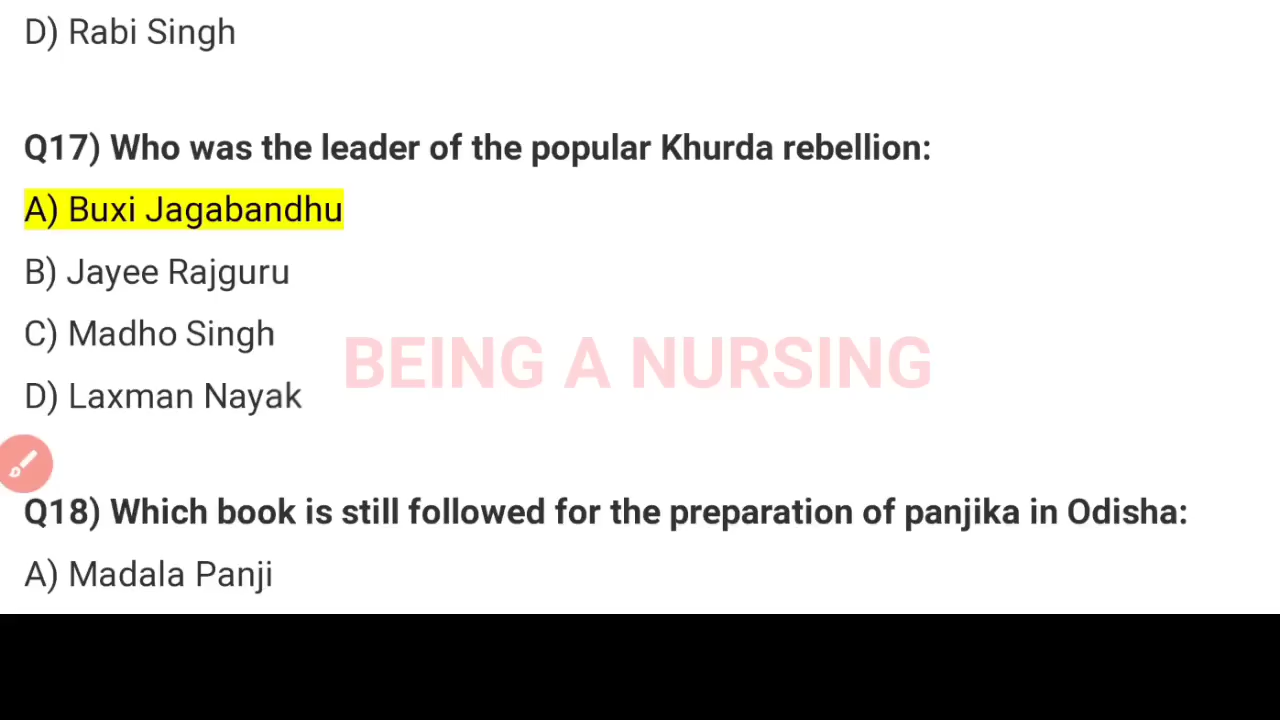 D) Rabi Singh
Q17) Who was the leader of the popular Khurda rebellion:
A) Buxi Jagabandhu
B) Jayee Rajguru
C) Madho Singh
BEING A NURSING
D) Laxman Nayak
Q18) Which book is still followed for the preparation of panjika in Odisha:
A) Madala Panji